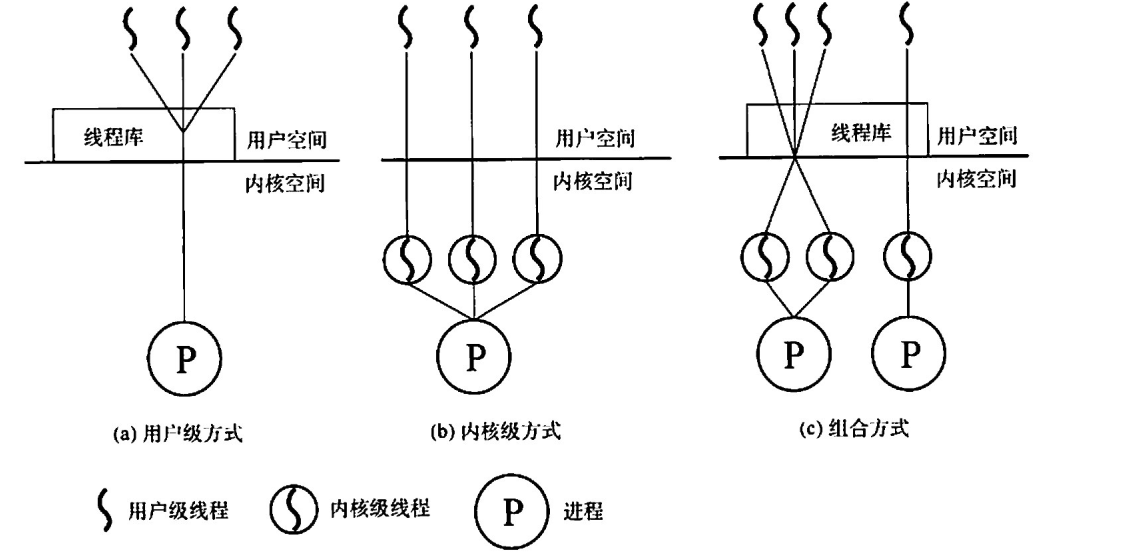 线程库
用户空间
内核空间
P
(a) 用户级方式
用户空间
内核空间
P
(b) 内核级方式
线程库
用户空间
内核空间
P
P
(c) 组合方式
用户级线程
内核级线程
P
进程